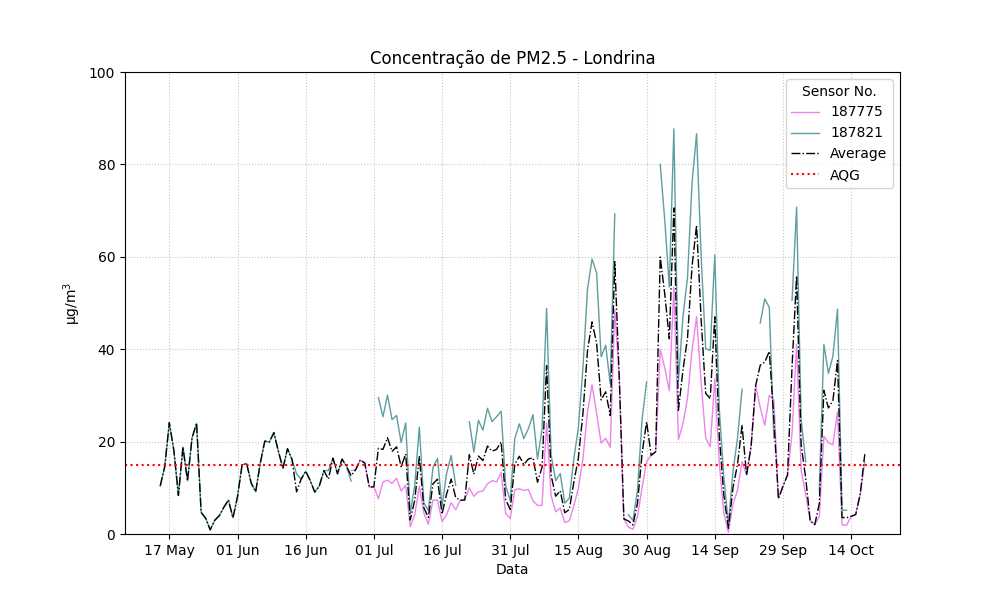 Concentração de PM2.5 - Londrina
100
80
60
40
20
0
µg/m³
Sensor No.
187775
187821
Average
AQG
17 May
01 Jun
16 Jun
01 Jul
16 Jul
31 Jul
15 Aug
30 Aug
14 Sep
29 Sep
14 Oct
Data